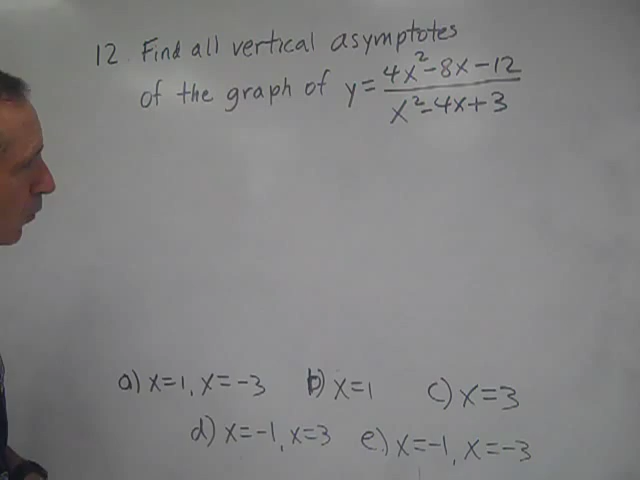 12. Find all vertical asymptotes
of the graph of y = (4x² - 8x - 12)/(x² - 4x + 3)
a) x=1, x=-3 b) x=1 c) x=3
d) x=-1, x=3 e) x=-1, x=-3